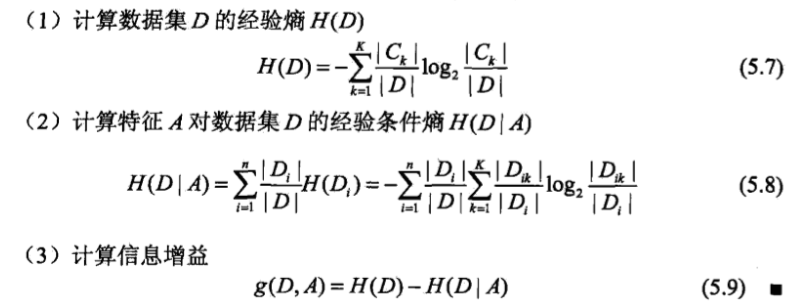 （1）计算数据集 D 的经验熵 H(D)
H(D)=-\sum_{k=1}^{K}\frac{|C_k|}{|D|}\log_2\frac{|C_k|}{|D|} (5.7)
（2）计算特征 A 对数据集 D 的经验条件熵 H(D|A)
H(D|A)=\sum_{i=1}^{n}\frac{|D_i|}{|D|}H(D_i)=-\sum_{i=1}^{n}\frac{|D_i|}{|D|}\sum_{k=1}^{K}\frac{|D_{ik}|}{|D_i|}\log_2\frac{|D_{ik}|}{|D_i|} (5.8)
（3）计算信息增益
g(D,A)=H(D)-H(D|A) (5.9) ■